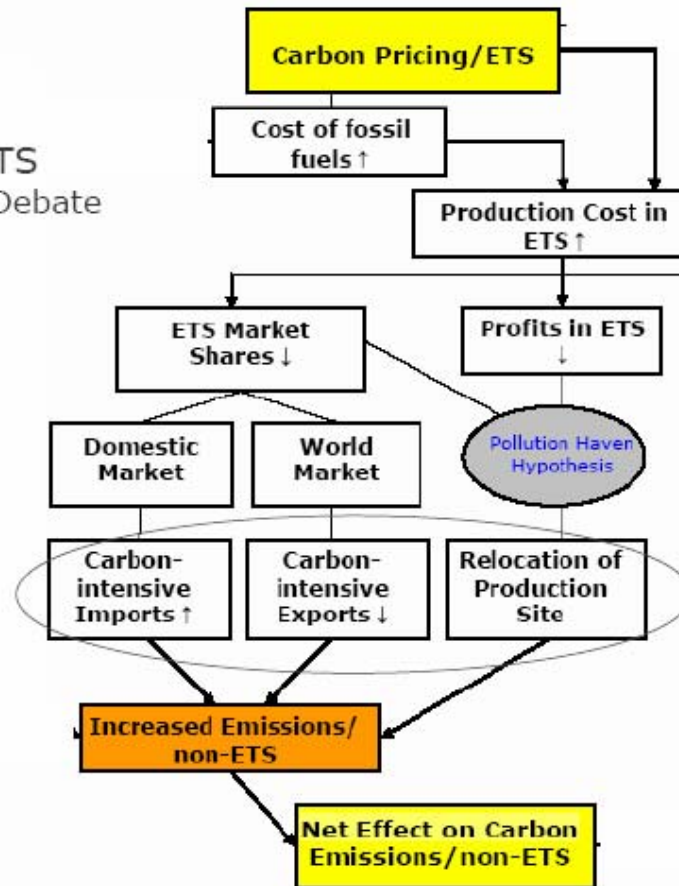 Carbon Pricing/ETS
Cost of fossil
fuels ↑
TS
Debate
Production Cost in
ETS ↑
ETS Market
Shares ↓
Profits in ETS
↓
Domestic
Market
World
Market
Pollution Haven
Hypothesis
Carbon-
intensive
Imports ↑
Carbon-
intensive
Exports ↓
Relocation of
Production
Site
Increased Emissions/
non-ETS
Net Effect on Carbon
Emissions/non-ETS